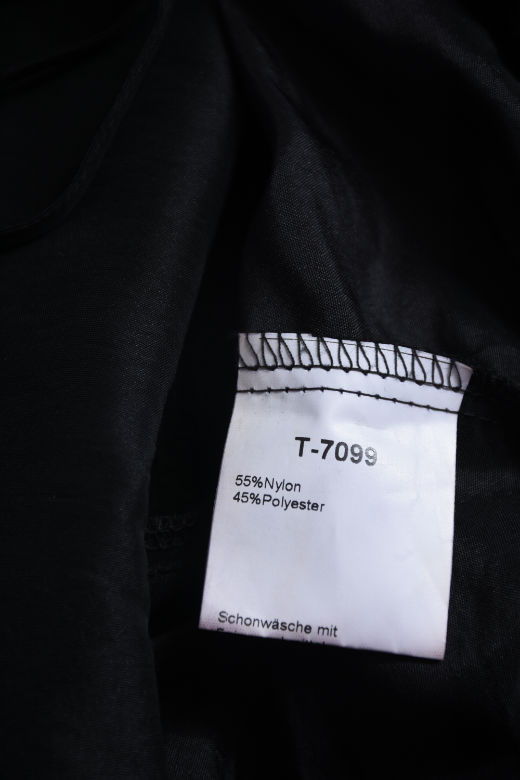 T-7099
55%Nylon
45%Polyester
Schonwäsche mit